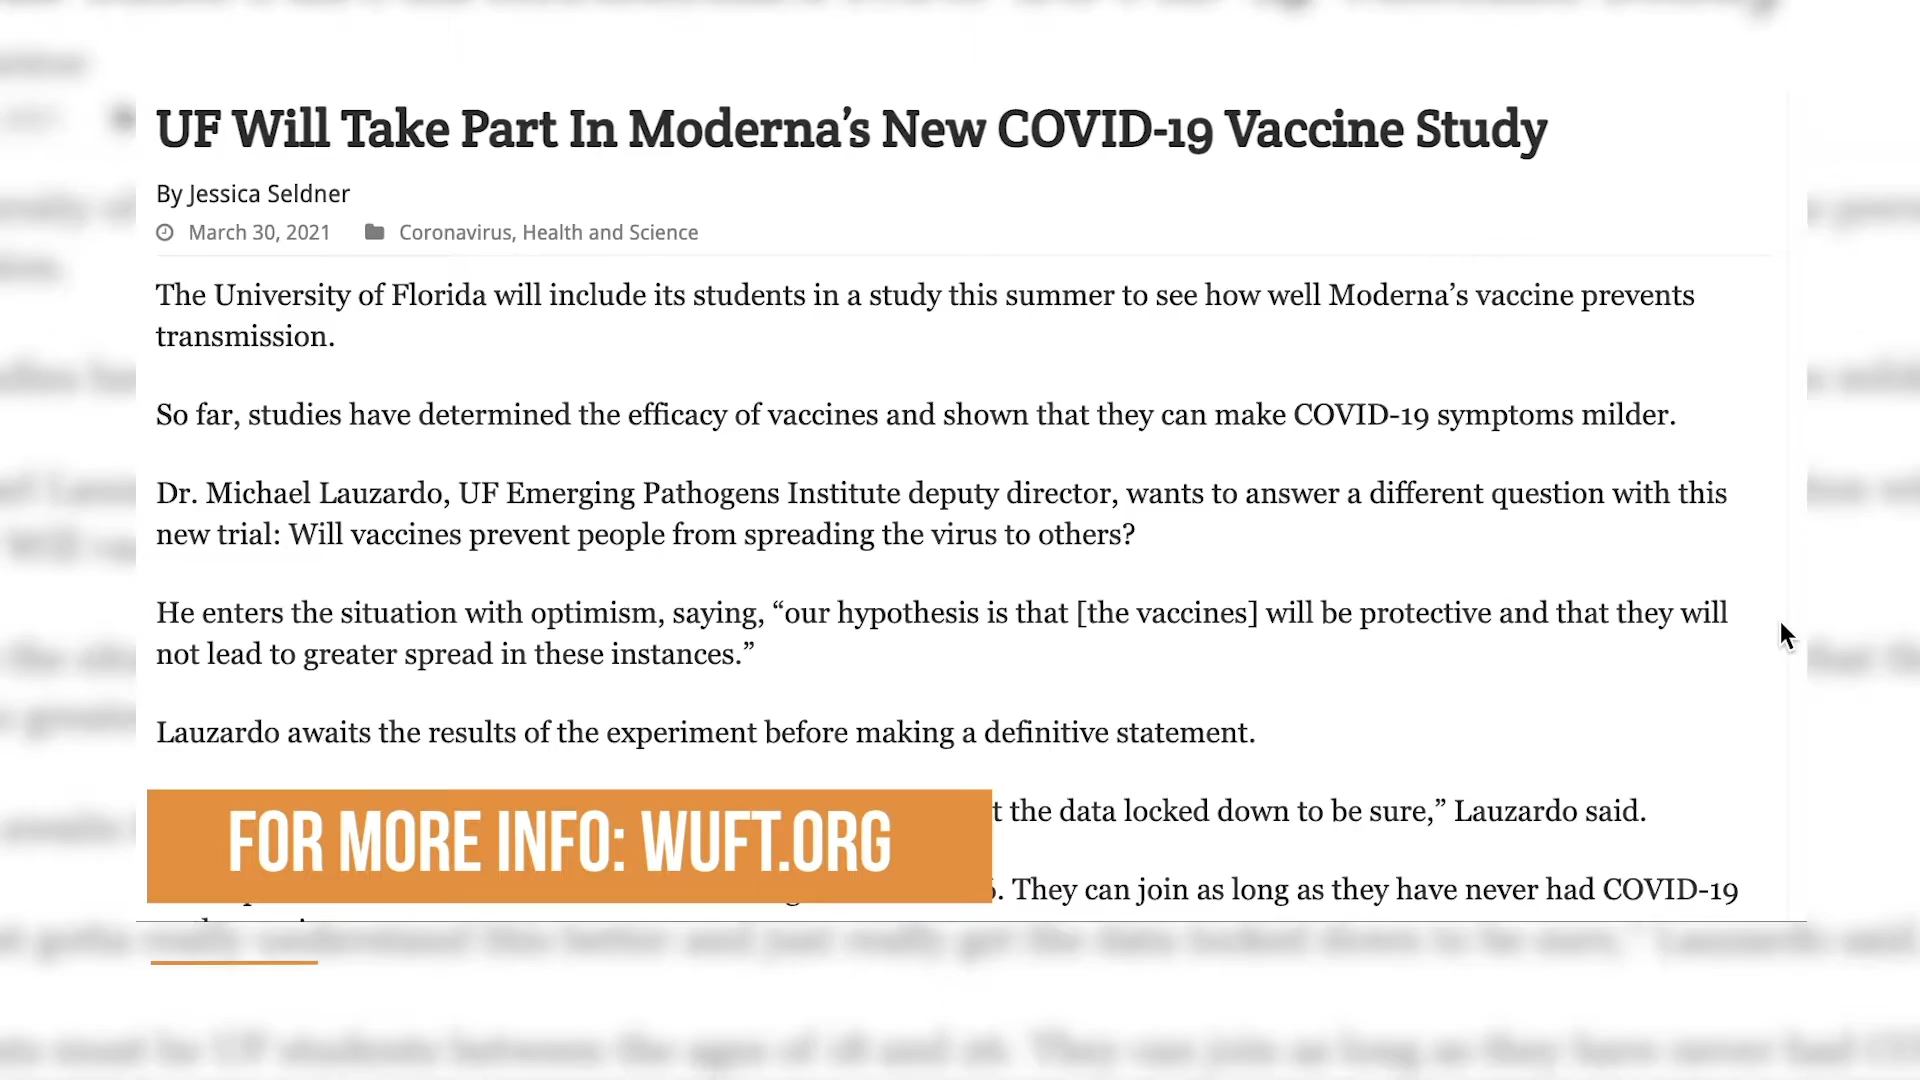 UF Will Take Part In Moderna’s New COVID-19 Vaccine Study
By Jessica Seldner
March 30, 2021 Coronavirus, Health and Science
The University of Florida will include its students in a study this summer to see how well Moderna’s vaccine prevents
transmission.
So far, studies have determined the efficacy of vaccines and shown that they can make COVID-19 symptoms milder.
Dr. Michael Lauzardo, UF Emerging Pathogens Institute deputy director, wants to answer a different question with this
new trial: Will vaccines prevent people from spreading the virus to others?
He enters the situation with optimism, saying, “our hypothesis is that [the vaccines] will be protective and that they will
not lead to greater spread in these instances.”
Lauzardo awaits the results of the experiment before making a definitive statement.
the data locked down to be sure,” Lauzardo said.
FOR MORE INFO: WUFT.ORG
They can join as long as they have never had COVID-19